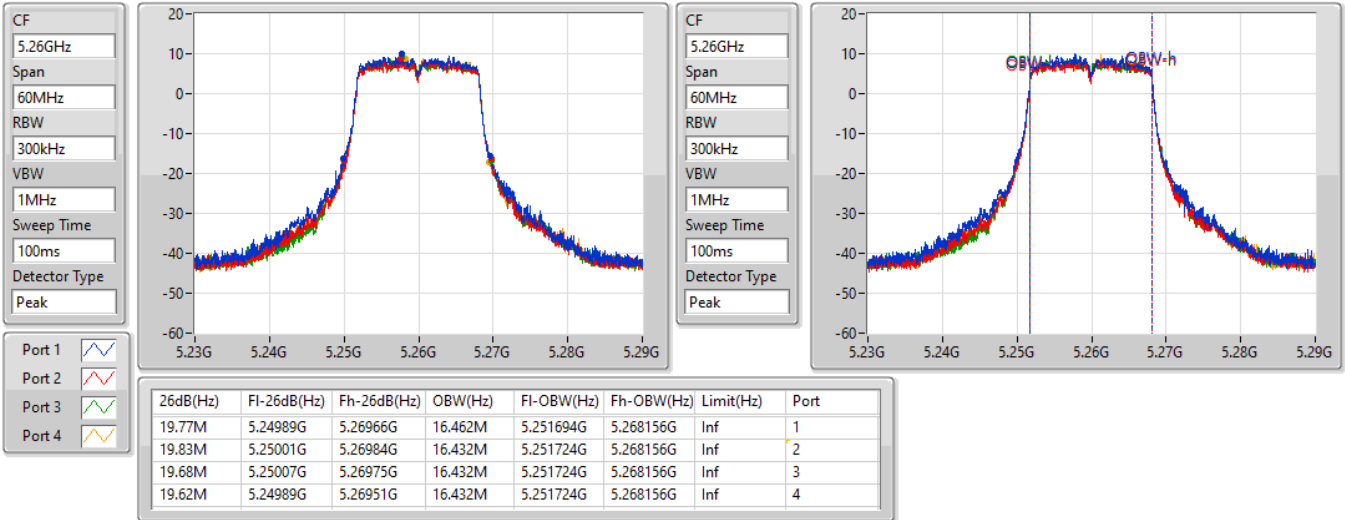 CF
5.26GHz
Span
60MHz
RBW
300kHz
VBW
1MHz
Sweep Time
100ms
Detector Type
Peak
20-
10-
0-
-10-
-20-
-30-
-40-
-50-
-60-
5.23G 5.24G 5.25G 5.26G 5.27G 5.28G 5.29G
CF
5.26GHz
Span
60MHz
RBW
300kHz
VBW
1MHz
Sweep Time
100ms
Detector Type
Peak
20-
10-
0-
-10-
-20-
-30-
-40-
-50-
-60-
OBW OBW-h
5.23G 5.24G 5.25G 5.26G 5.27G 5.28G 5.29G
Port 1
Port 2
Port 3
Port 4
26dB(Hz) Fl-26dB(Hz) Fh-26dB(Hz) OBW(Hz) Fl-OBW(Hz) Fh-OBW(Hz) Limit(Hz) Port
19.77M 5.24989G 5.26966G 16.462M 5.251694G 5.268156G Inf 1
19.83M 5.25001G 5.26984G 16.432M 5.251724G 5.268156G Inf 2
19.68M 5.25007G 5.26975G 16.432M 5.251724G 5.268156G Inf 3
19.62M 5.24989G 5.26951G 16.432M 5.251724G 5.268156G Inf 4